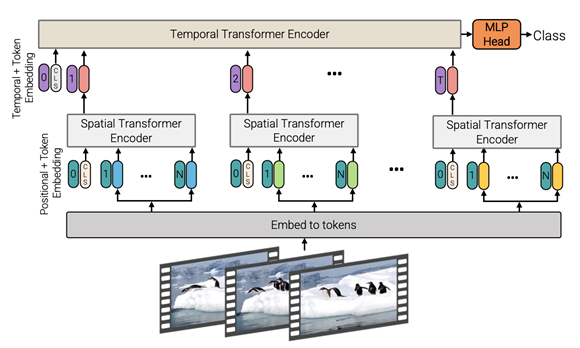 Temporal Transformer Encoder
MLP
Head
Class
Temporal + Token
Embedding
0
CLS
1
2
...
T
Spatial Transformer
Encoder
Spatial Transformer
Encoder
Spatial Transformer
Encoder
Positional + Token
Embedding
0
CLS
1
...
N
0
CLS
1
...
N
...
0
CLS
1
...
N
Embed to tokens